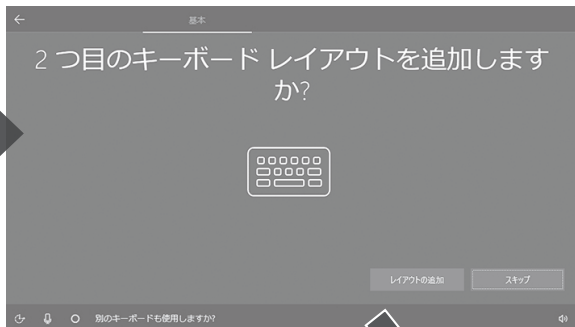 基本
2 つ目のキーボード レイアウトを追加します
か?
レイアウトの追加
スキップ
別のキーボードも使用しますか?